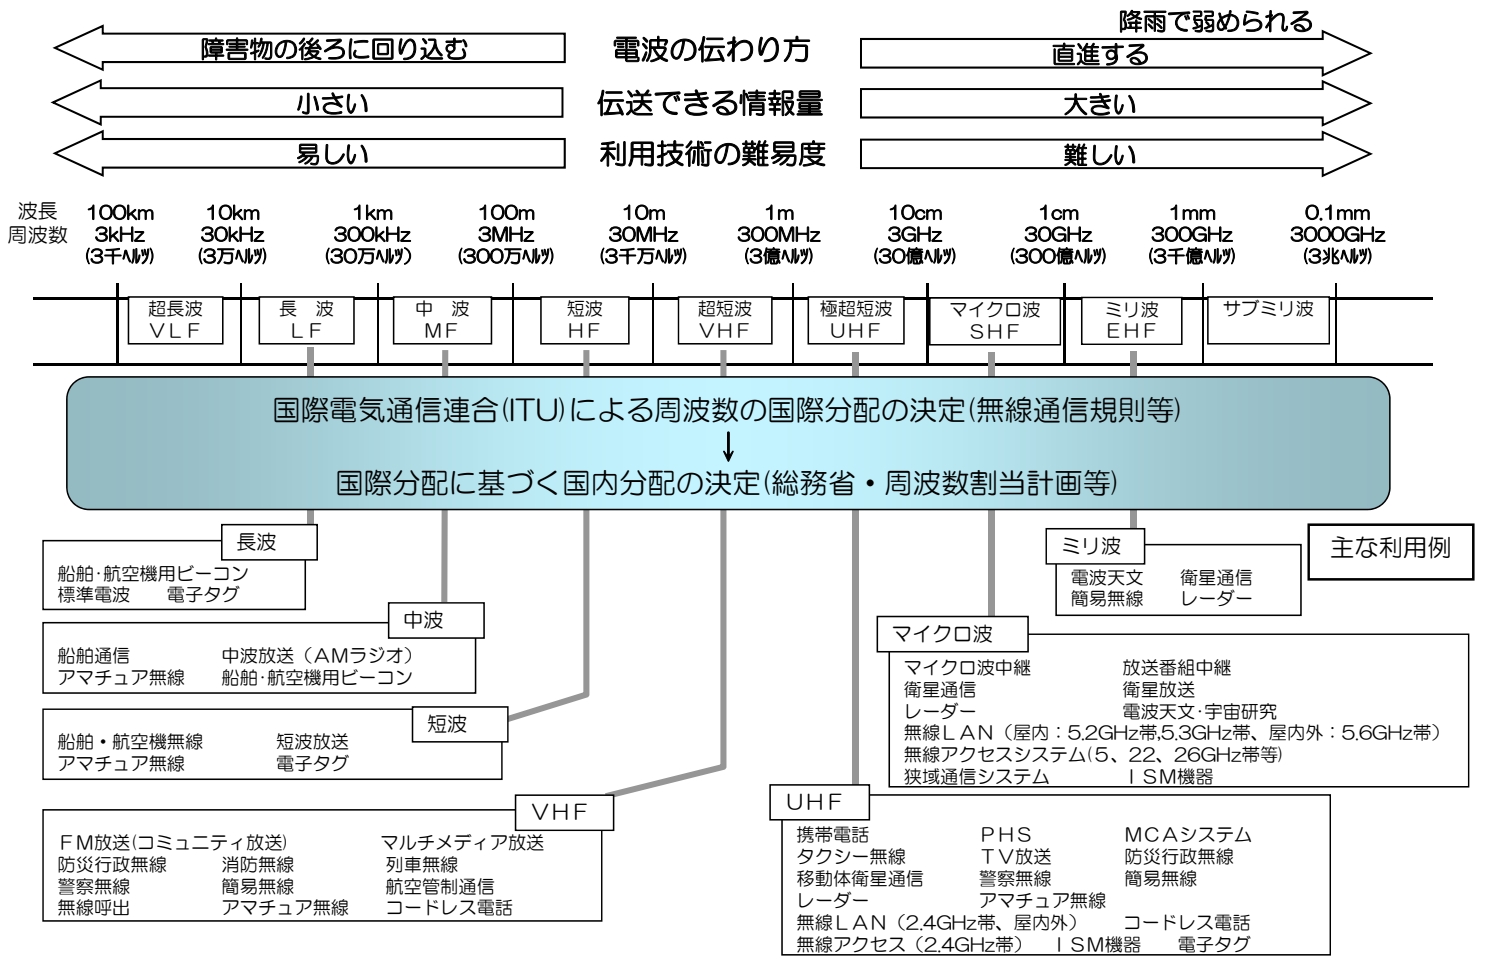 降雨で弱められる
障害物の後ろに回り込む 電波の伝わり方 直進する
小さい 伝送できる情報量 大きい
易しい 利用技術の難易度 難しい
波長 100km 10km 1km 100m 10m 1m 10cm 1cm 1mm 0.1mm
周波数 3kHz 30kHz 300kHz 3MHz 30MHz 300MHz 3GHz 30GHz 300GHz 3000GHz
(3千ﾍﾙﾂ) (3万ﾍﾙﾂ) (30万ﾍﾙﾂ) (300万ﾍﾙﾂ) (3千万ﾍﾙﾂ) (3億ﾍﾙﾂ) (30億ﾍﾙﾂ) (300億ﾍﾙﾂ) (3千億ﾍﾙﾂ) (3兆ﾍﾙﾂ)
超長波 長 波 中 波 短波 超短波 極超短波 マイクロ波 ミリ波 サブミリ波
ＶＬＦ ＬＦ ＭＦ ＨＦ ＶＨＦ ＵＨＦ ＳＨＦ ＥＨＦ
国際電気通信連合(ITU)による周波数の国際分配の決定(無線通信規則等)
↓
国際分配に基づく国内分配の決定(総務省・周波数割当計画等)
主な利用例
長波
船舶･航空機用ビーコン
標準電波 電子タグ
中波
船舶通信 中波放送（ＡＭラジオ）
アマチュア無線 船舶･航空機用ビーコン
短波
船舶・航空機無線 短波放送
アマチュア無線 電子タグ
ＶＨＦ
ＦＭ放送(コミュニティ放送) マルチメディア放送
防災行政無線 消防無線 列車無線
警察無線 簡易無線 航空管制通信
無線呼出 アマチュア無線 コードレス電話
ミリ波
電波天文 衛星通信
簡易無線 レーダー
マイクロ波
マイクロ波中継 放送番組中継
衛星通信 衛星放送
レーダー 電波天文･宇宙研究
無線ＬＡＮ（屋内：5.2GHz帯,5.3GHz帯、屋内外：5.6GHz帯）
無線アクセスシステム(5、22、26GHz帯等)
狭域通信システム ＩＳＭ機器
ＵＨＦ
携帯電話 ＰＨＳ ＭＣＡシステム
タクシー無線 ＴＶ放送 防災行政無線
移動体衛星通信 警察無線 簡易無線
レーダー アマチュア無線
無線ＬＡＮ（2.4GHz帯、屋内外） コードレス電話
無線アクセス（2.4GHz帯） ＩＳＭ機器 電子タグ